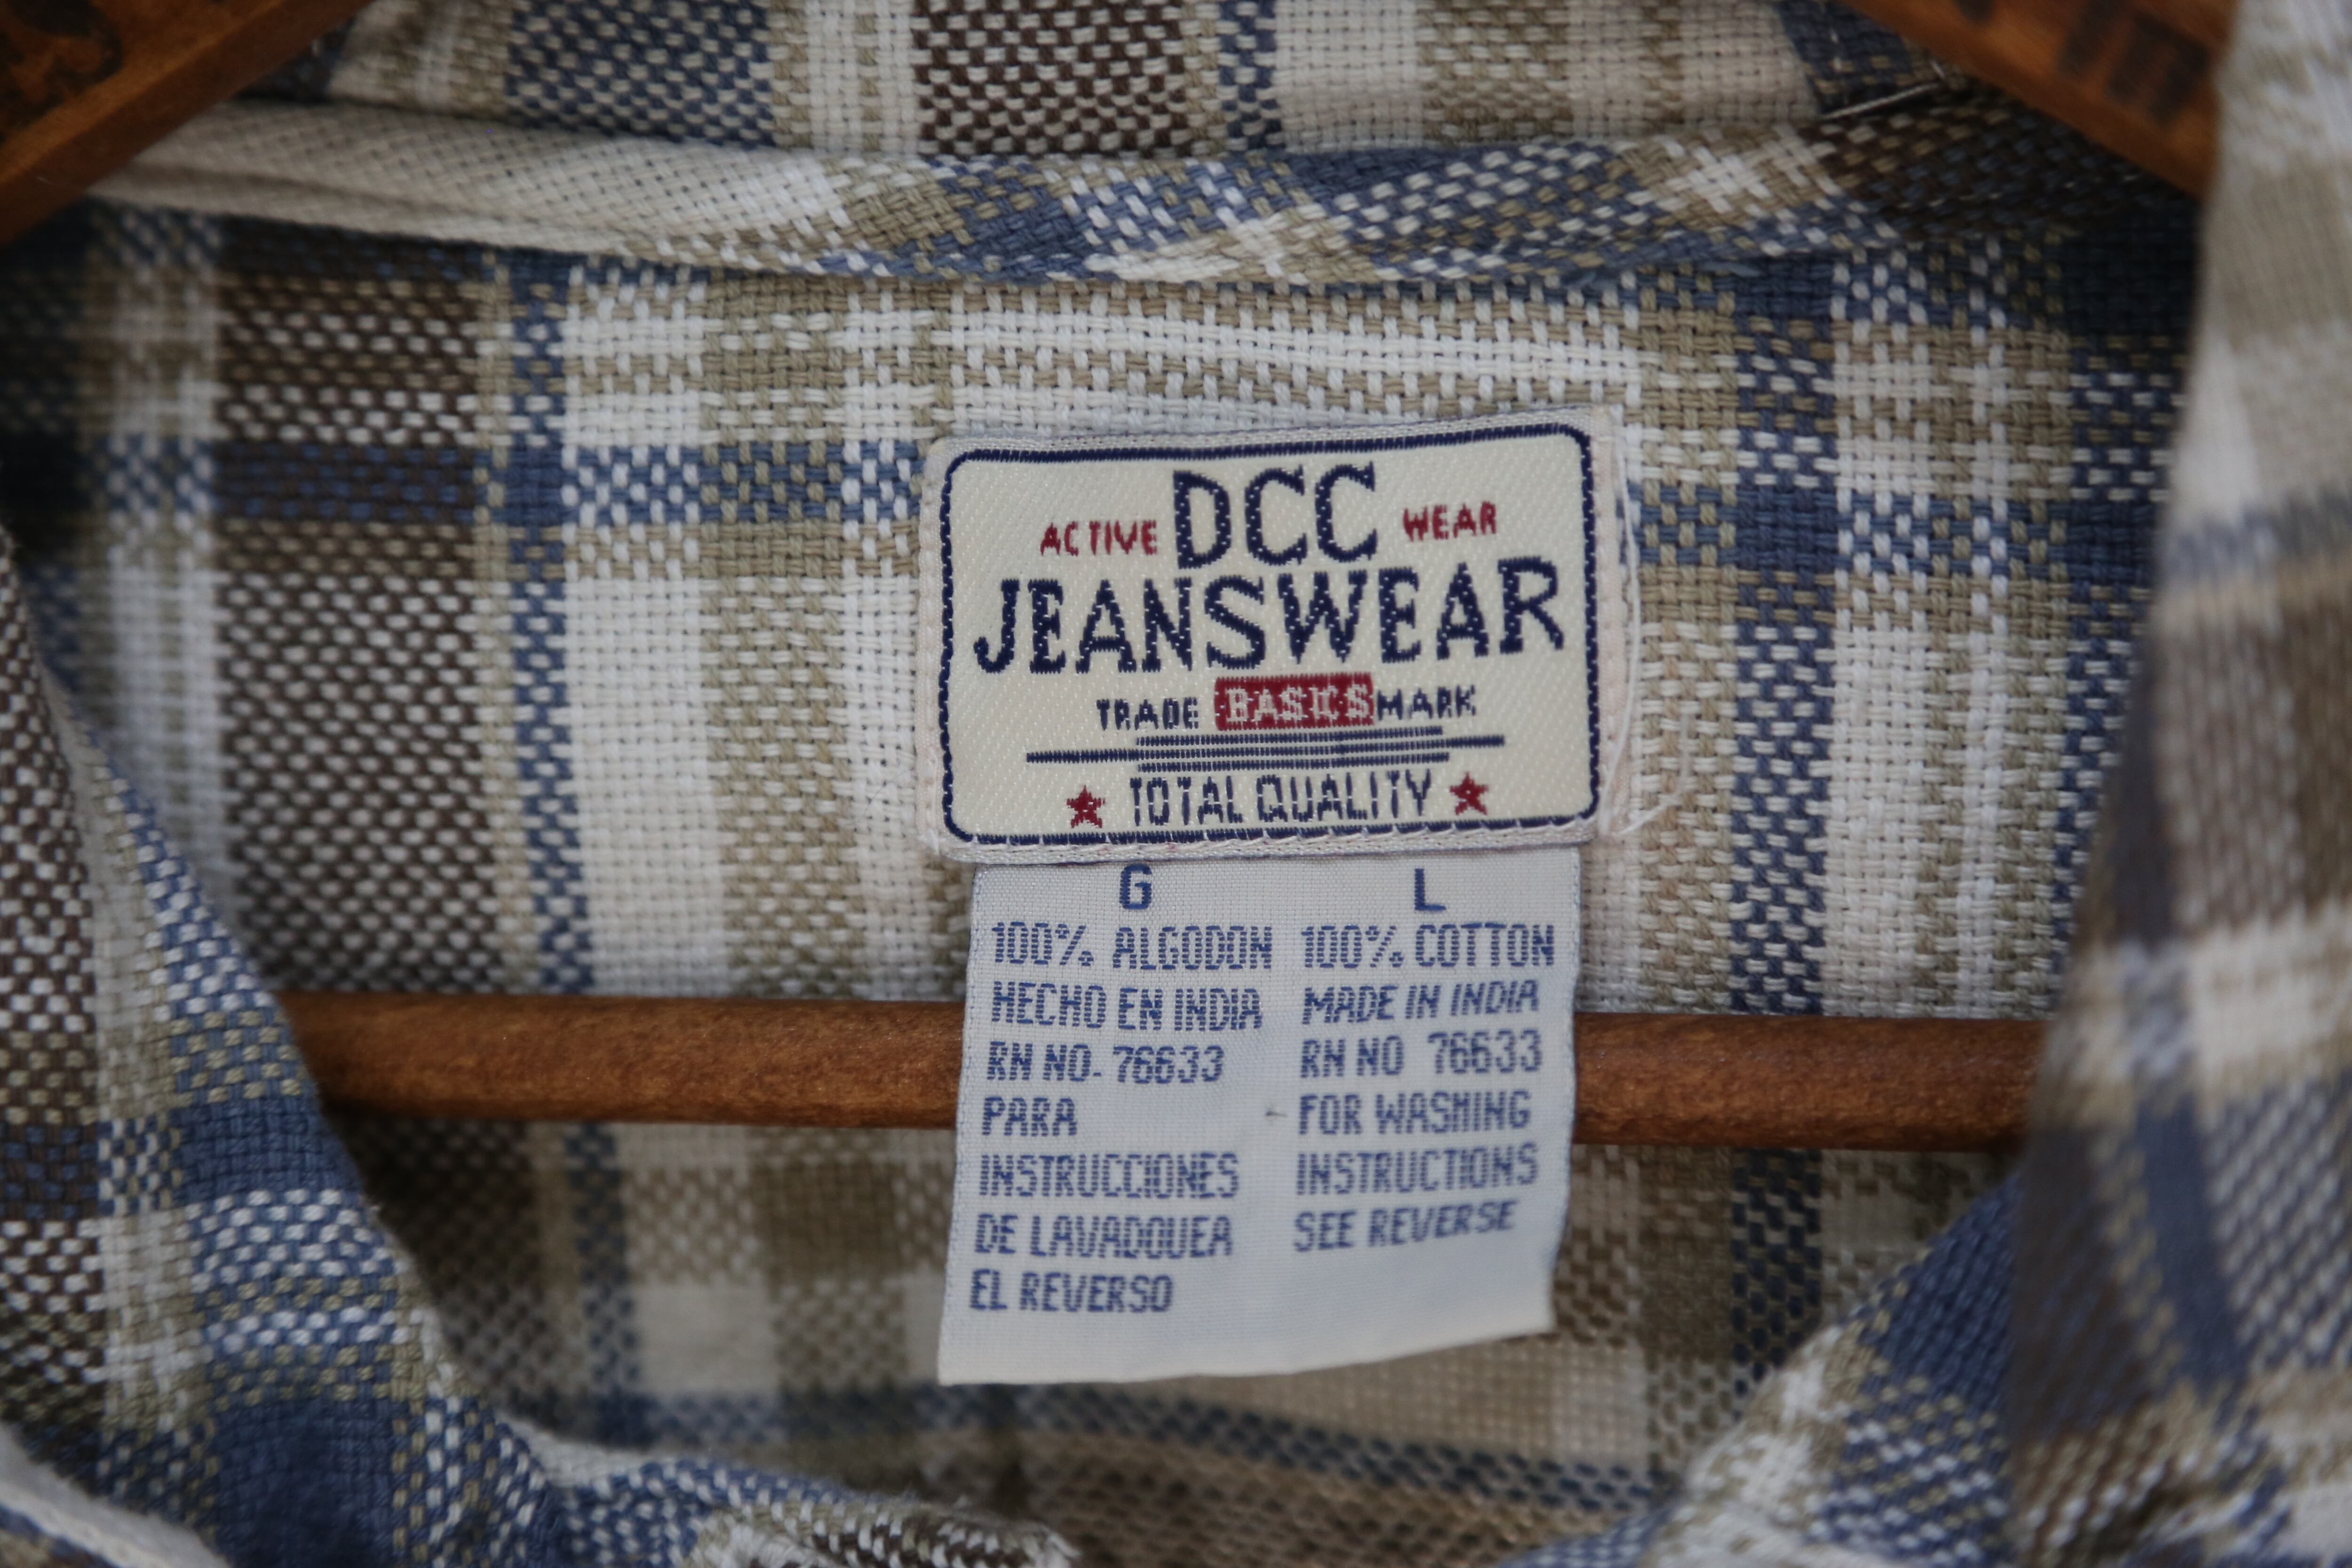 ACTIVE DCC WEAR
JEANSWEAR
TRADE BASICS MARK
TOTAL QUALITY
G
100% ALGODON
HECHO EN INDIA
RN NO. 76633
PARA
INSTRUCCIONES
DE LAVADOUEA
EL REVERSO
L
100% COTTON
MADE IN INDIA
RN NO 76633
FOR WASHING
INSTRUCTIONS
SEE REVERSE